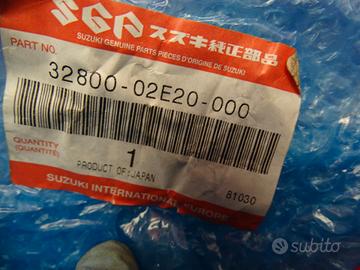 SGP スズキ純正部品
SUZUKI GENUINE PARTS PIECES D'ORIGINE DE SUZUKI
PART NO.
32800-02E20-000
QUANTITY
(QUANTITÉ)
1
PRODUCT OF:JAPAN
SUZUKI INTERNATIONAL EUROPE
81030
subito